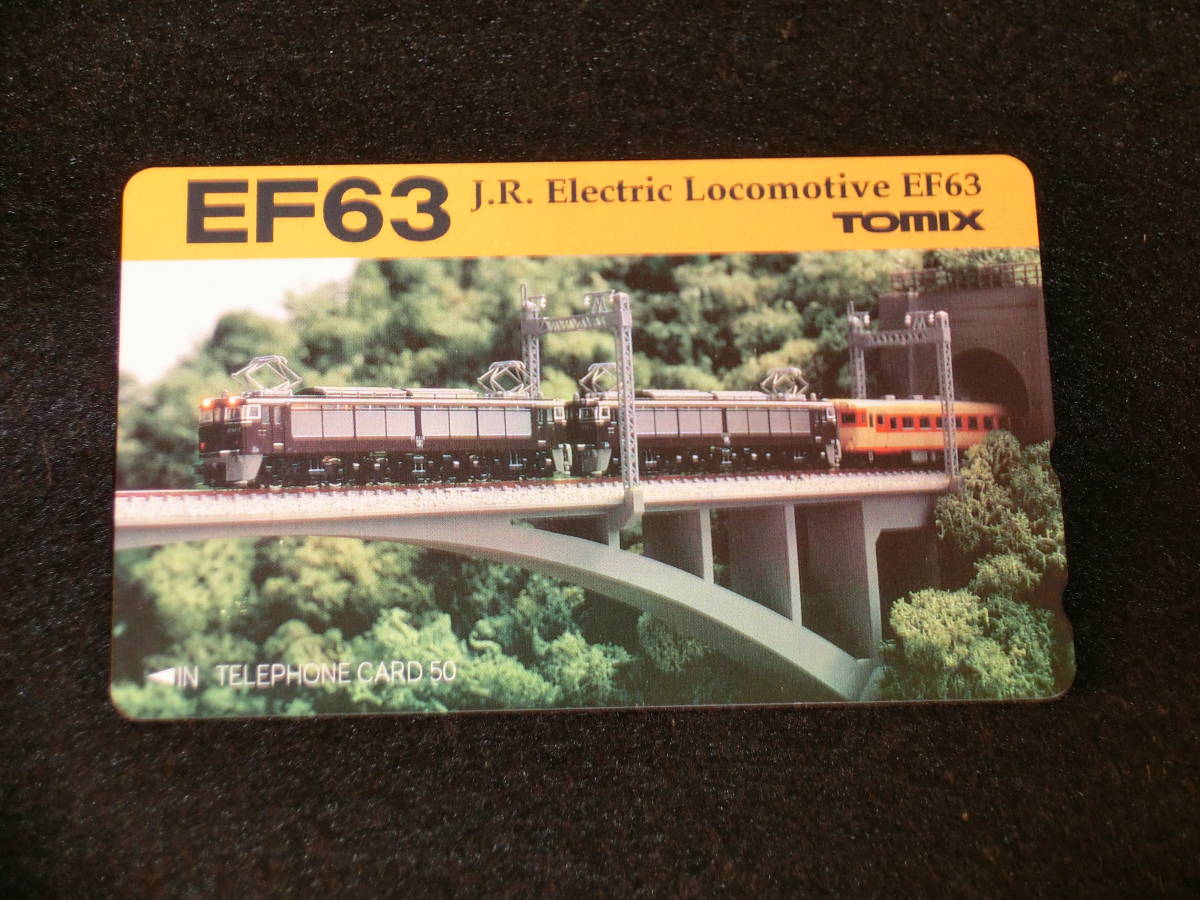 EF63
J.R. Electric Locomotive EF63
TOMIX
◀IN TELEPHONE CARD 50